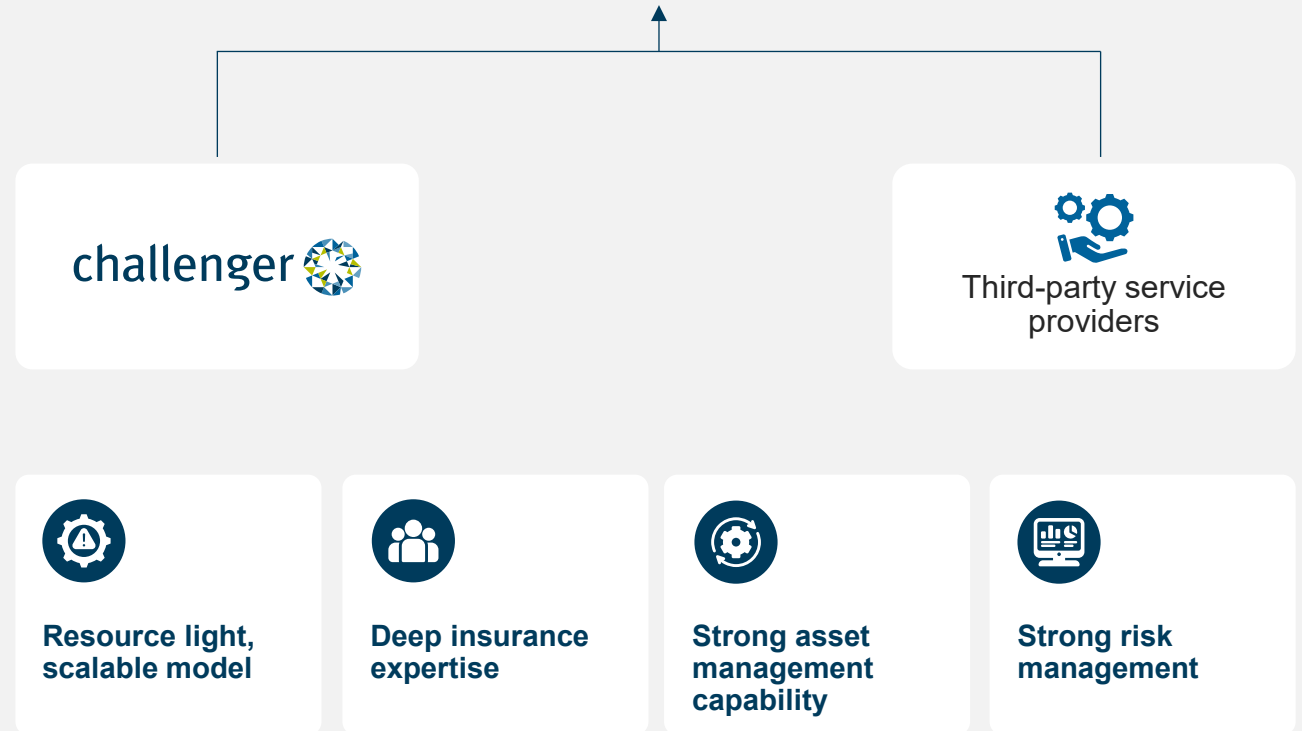 challenger
Third-party service
providers
Resource light,
scalable model
Deep insurance
expertise
Strong asset
management
capability
Strong risk
management